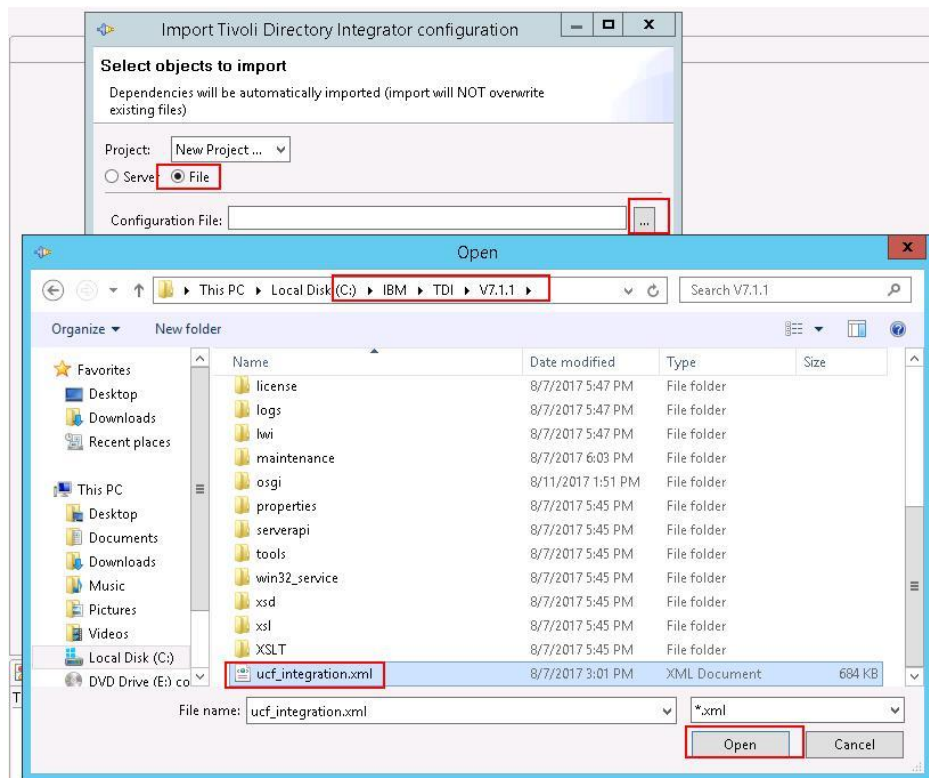 Import Tivoli Directory Integrator configuration
Select objects to import
Dependencies will be automatically imported (import will NOT overwrite
existing files)
Project: New Project ...
Server File
Configuration File: ...
Open
This PC Local Disk (C:) IBM TDI V7.1.1 Search V7.1.1
Organize New folder
Favorites
Desktop
Downloads
Recent places
This PC
Desktop
Documents
Downloads
Music
Pictures
Videos
Local Disk (C:)
DVD Drive (E:) co
Name Date modified Type Size
license 8/7/2017 5:47 PM File folder
logs 8/7/2017 5:47 PM File folder
lwi 8/7/2017 5:47 PM File folder
maintenance 8/7/2017 6:03 PM File folder
osgi 8/11/2017 1:51 PM File folder
properties 8/7/2017 5:45 PM File folder
serverapi 8/7/2017 5:45 PM File folder
tools 8/7/2017 5:45 PM File folder
win32_service 8/7/2017 5:45 PM File folder
xsd 8/7/2017 5:45 PM File folder
xsl 8/7/2017 5:45 PM File folder
XSLT 8/7/2017 5:45 PM File folder
ucf_integration.xml 8/7/2017 3:01 PM XML Document 684 KB
File name: ucf_integration.xml *.xml
Open Cancel